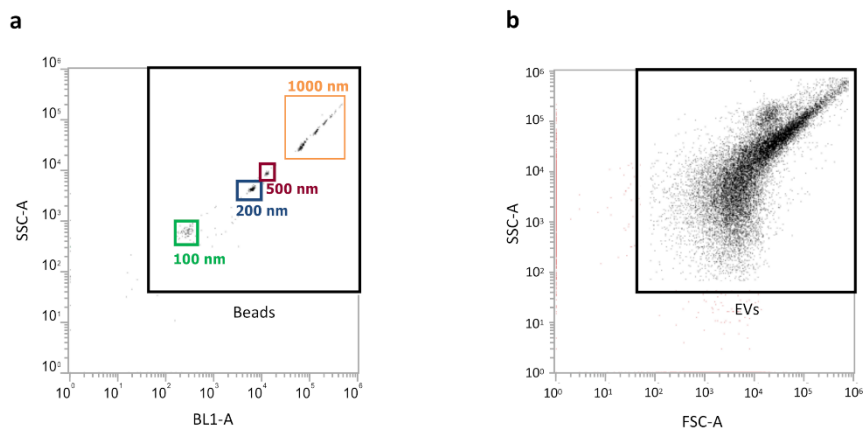 a
10⁶
10⁵
10⁴
10³
10²
10¹
10⁰
SSC-A
1000 nm
500 nm
200 nm
100 nm
Beads
10⁰ 10¹ 10² 10³ 10⁴ 10⁵ 10⁶
BL1-A
b
10⁶
10⁵
10⁴
10³
10²
10¹
10⁰
SSC-A
EVs
10⁰ 10¹ 10² 10³ 10⁴ 10⁵ 10⁶
FSC-A